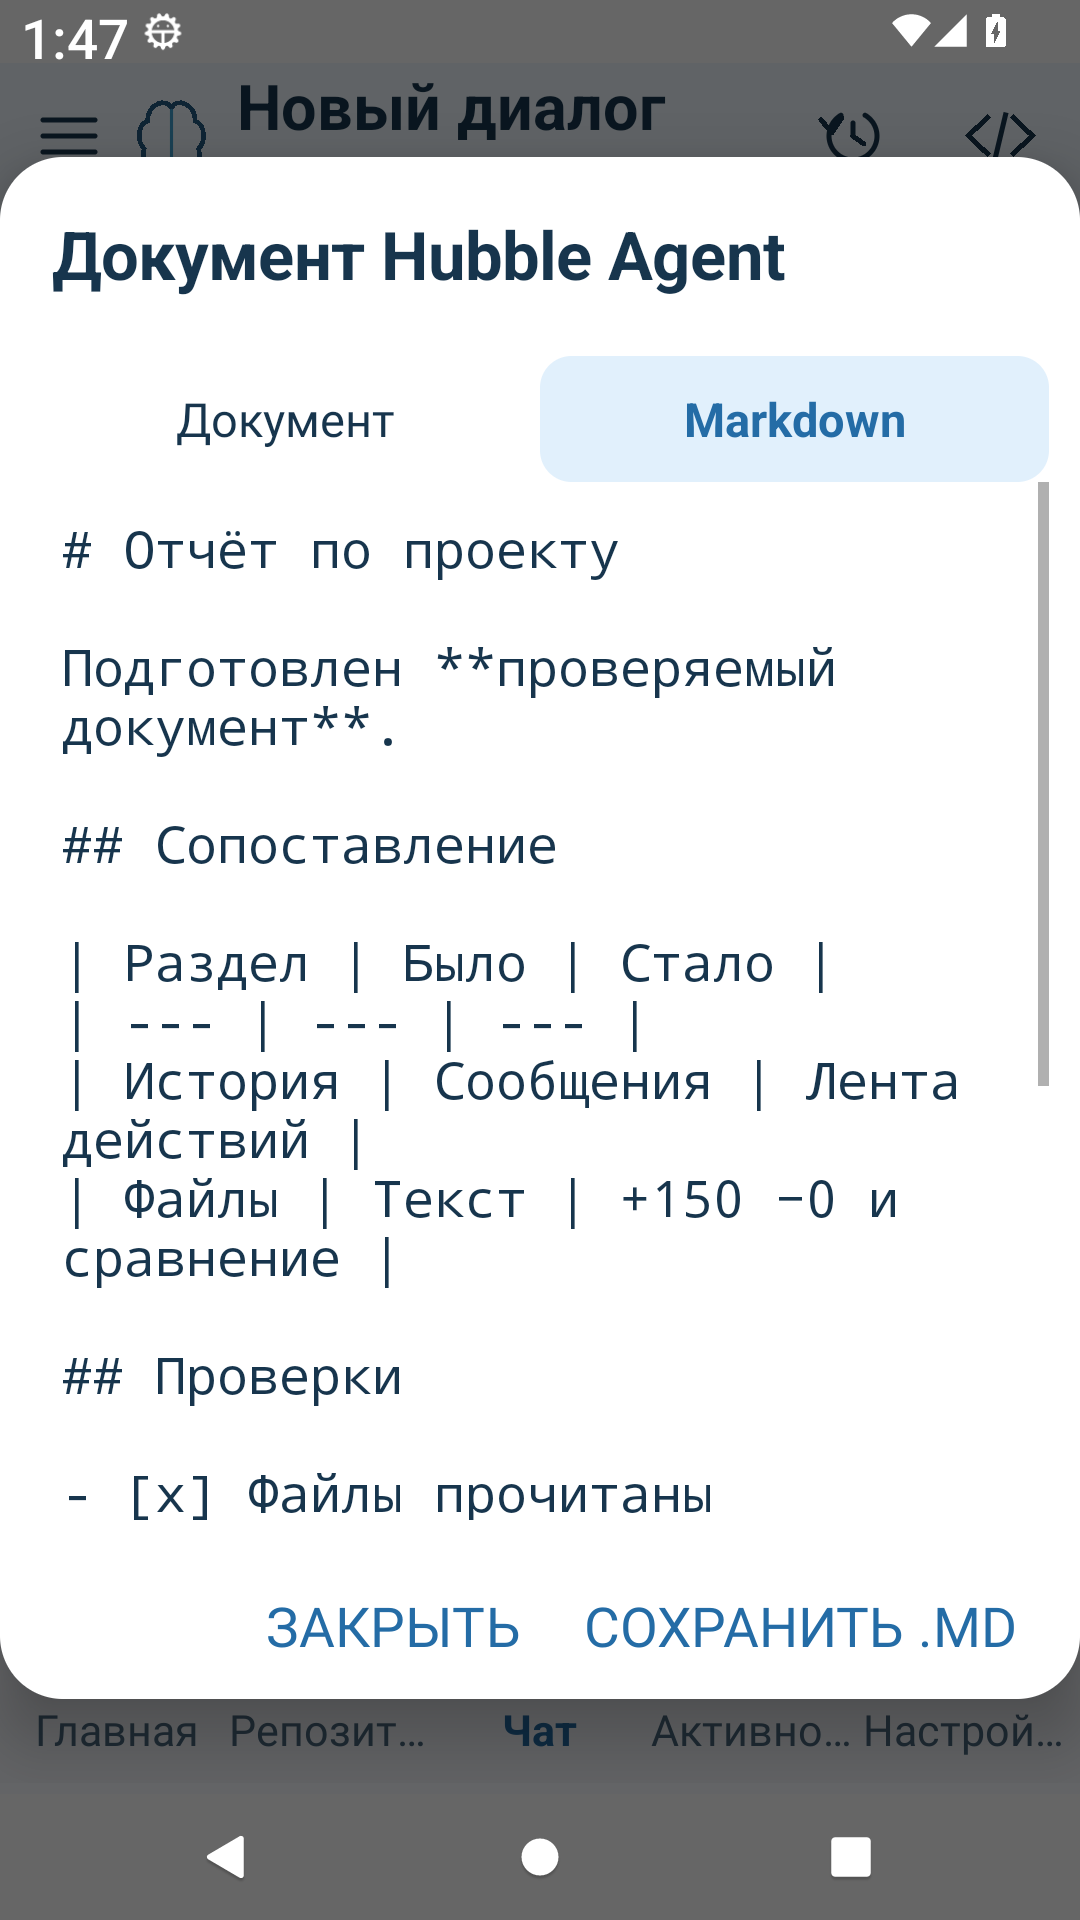 1:47
Новый диалог
Документ Hubble Agent
Документ
Markdown
# Отчёт по проекту
Подготовлен **проверяемый
документ**.
## Сопоставление
| Раздел | Было | Стало |
| --- | --- | --- |
| История | Сообщения | Лента
действий |
| Файлы | Текст | +150 −0 и
сравнение |
## Проверки
- [x] Файлы прочитаны
ЗАКРЫТЬ
СОХРАНИТЬ .MD
Главная
Репозит…
Чат
Активно…
Настрой…